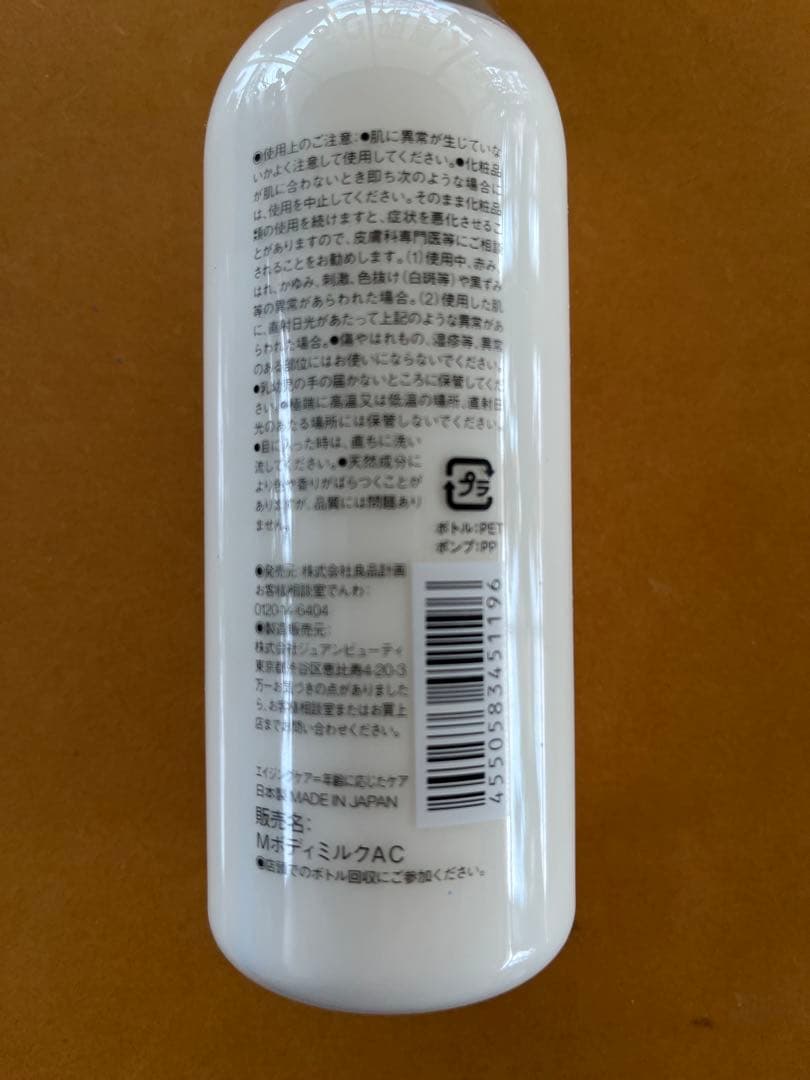 ●使用上のご注意:●肌に異常が生じていな
いかよく注意して使用してください。●化粧品
が肌に合わないとき即ち次のような場合に
は、使用を中止してください。そのまま化粧品
類の使用を続けますと、症状を悪化させるこ
とがありますので、皮膚科専門医等にご相談
されることをお勧めします。(1)使用中、赤み、
はれ、かゆみ、刺激、色抜け(白斑等)や黒ずみ
等の異常があらわれた場合。(2)使用した肌
に、直射日光があたって上記のような異常があ
らわれた場合。●傷やはれもの、湿疹等、異常
のある部位にはお使いにならないでください。
●乳幼児の手の届かないところに保管してくだ
さい。●極端に高温又は低温の場所、直射日
光のあたる場所には保管しないでください。
●目に入った時は、直ちに洗い
流してください。●天然成分に
より色や香りがばらつくことが
ありますが、品質には問題あり
ません。
プラ
ボトル:PET
ポンプ:PP
●発売元:株式会社良品計画
お客様相談室でんわ:
0120-14-6404
●製造販売元:
株式会社ジュアンビューティ
東京都渋谷区恵比寿4-20-3
万一お気づきの点がありました
ら、お客様相談室またはお買上
店までお問い合わせください。
4550583451196
エイジングケア=年齢に応じたケア
日本製 MADE IN JAPAN
販売名:
MボディミルクAC
●店頭でのボトル回収にご参加ください。